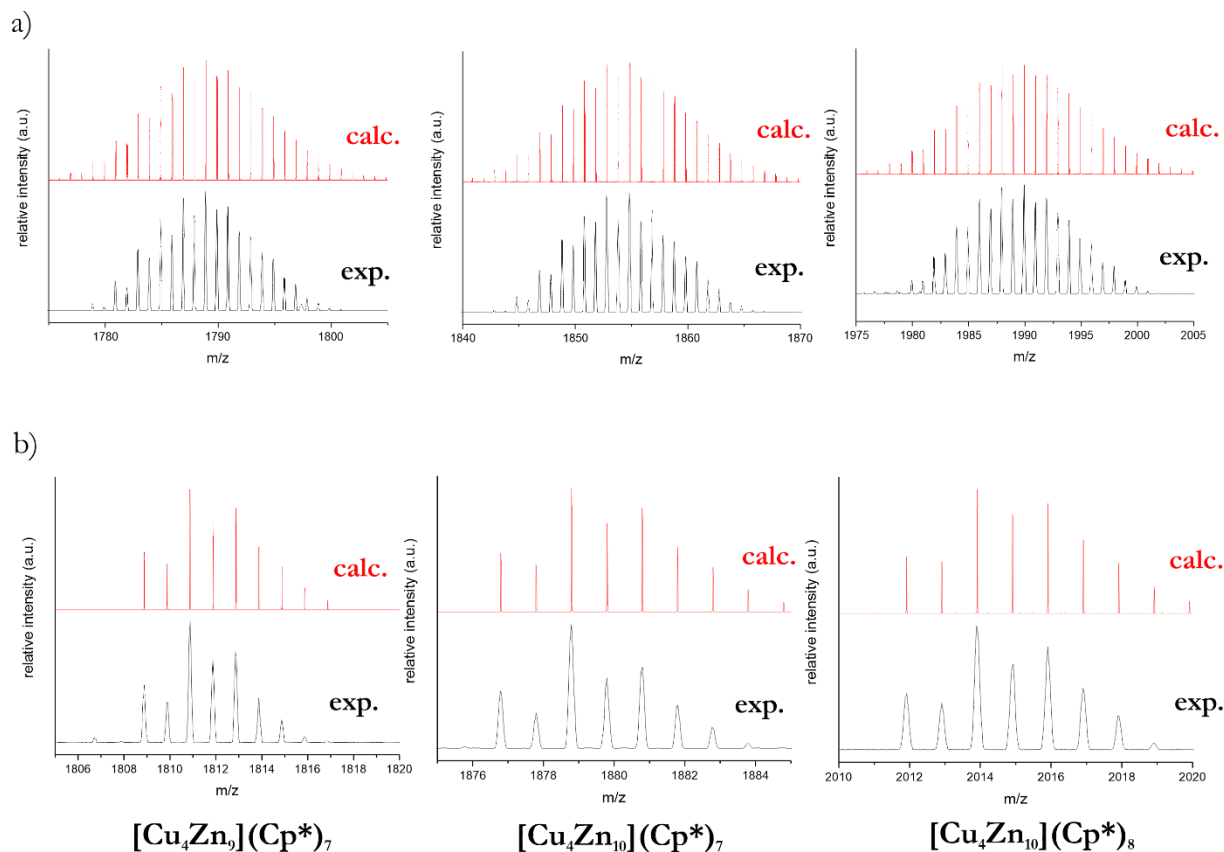 a)
relative intensity (a.u.)
calc.
exp.
1780 1790 1800
m/z
relative intensity (a.u.)
calc.
exp.
1840 1850 1860 1870
m/z
relative intensity (a.u.)
calc.
exp.
1975 1980 1985 1990 1995 2000 2005
m/z
b)
relative intensity (a.u.)
calc.
exp.
1806 1808 1810 1812 1814 1816 1818 1820
m/z
relative intensity (a.u.)
calc.
exp.
1876 1878 1880 1882 1884
m/z
relative intensity (a.u.)
calc.
exp.
2010 2012 2014 2016 2018 2020
m/z
[Cu₄Zn₉](Cp*)₇
[Cu₄Zn₁₀](Cp*)₇
[Cu₄Zn₁₀](Cp*)₈